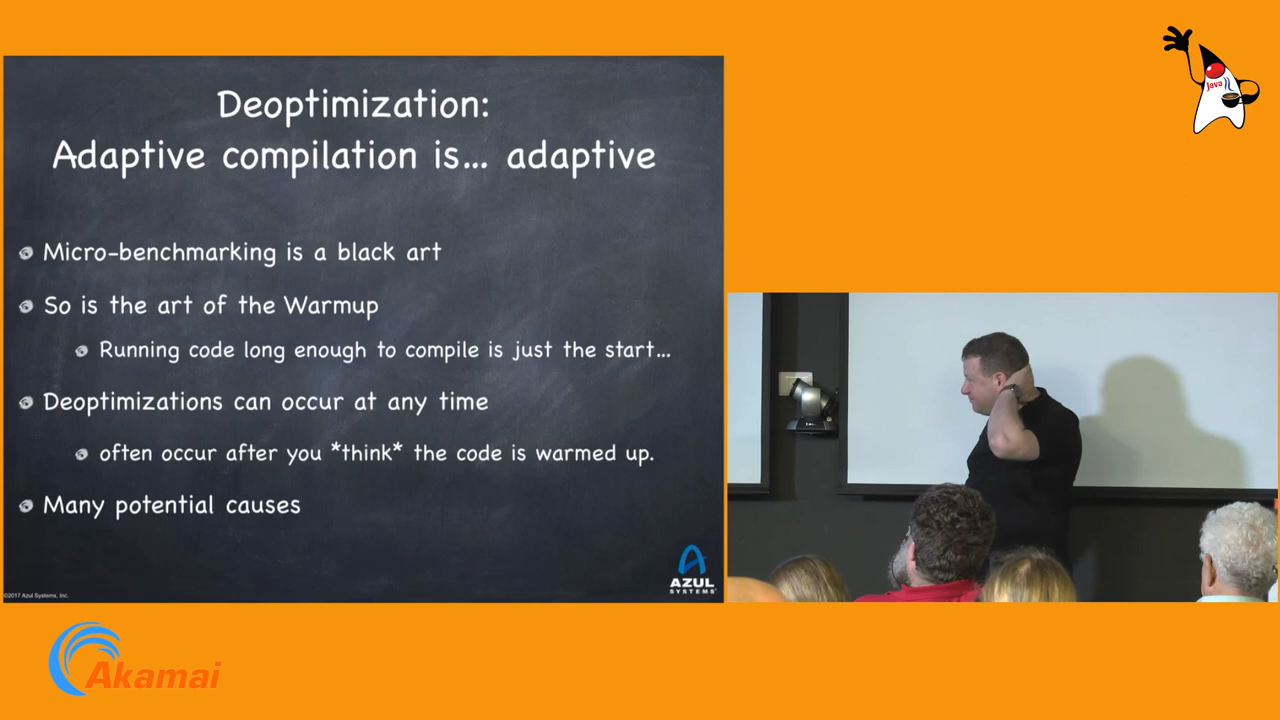 Deoptimization:
Adaptive compilation is... adaptive
Micro-benchmarking is a black art
So is the art of the Warmup
Running code long enough to compile is just the start...
Deoptimizations can occur at any time
often occur after you *think* the code is warmed up.
Many potential causes
AZUL
SYSTEMS
©2017 Azul Systems, Inc.
Java
Akamai